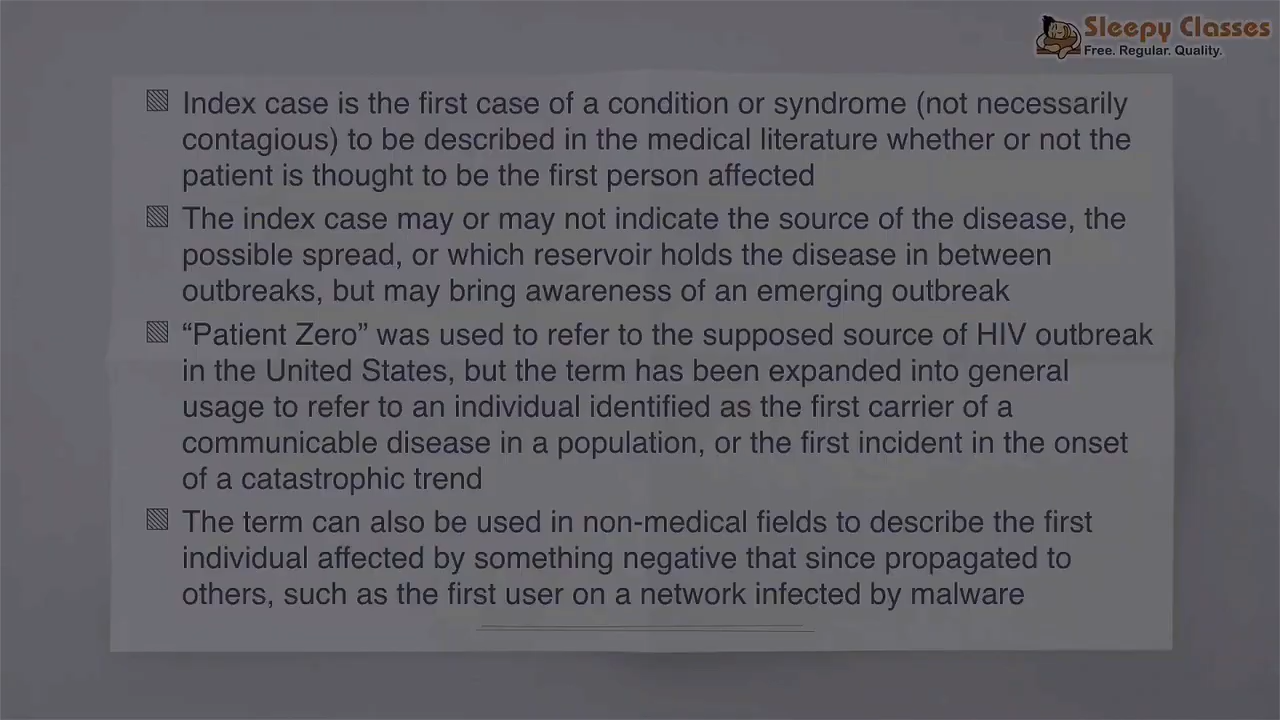 Sleepy Classes
Free. Regular. Quality.
Index case is the first case of a condition or syndrome (not necessarily
contagious) to be described in the medical literature whether or not the
patient is thought to be the first person affected
The index case may or may not indicate the source of the disease, the
possible spread, or which reservoir holds the disease in between
outbreaks, but may bring awareness of an emerging outbreak
“Patient Zero” was used to refer to the supposed source of HIV outbreak
in the United States, but the term has been expanded into general
usage to refer to an individual identified as the first carrier of a
communicable disease in a population, or the first incident in the onset
of a catastrophic trend
The term can also be used in non-medical fields to describe the first
individual affected by something negative that since propagated to
others, such as the first user on a network infected by malware